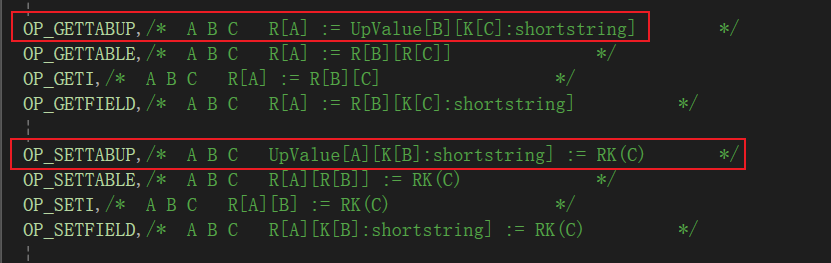 OP_GETTABUP,/* A B C R[A] := UpValue[B][K[C]:shortstring] */
OP_GETTABLE,/* A B C R[A] := R[B][R[C]] */
OP_GETI,/* A B C R[A] := R[B][C] */
OP_GETFIELD,/* A B C R[A] := R[B][K[C]:shortstring] */
OP_SETTABUP,/* A B C UpValue[A][K[B]:shortstring] := RK(C) */
OP_SETTABLE,/* A B C R[A][R[B]] := RK(C) */
OP_SETI,/* A B C R[A][B] := RK(C) */
OP_SETFIELD,/* A B C R[A][K[B]:shortstring] := RK(C) */